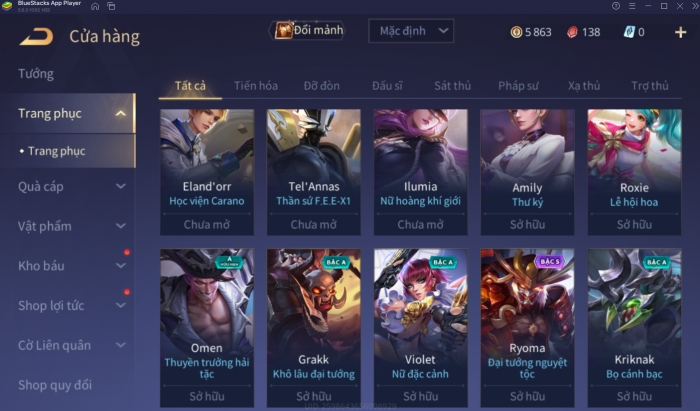 BlueStacks App Player
Cửa hàng
Đổi mảnh
Mặc định
5 863
138
0
Tướng
Trang phục
• Trang phục
Quà cáp
Vật phẩm
Kho báu
Shop lợi tức
Cờ Liên quân
Shop quy đổi
Tất cả
Tiến hóa
Đỡ đòn
Đấu sĩ
Sát thủ
Pháp sư
Xạ thủ
Trợ thủ
Eland'orr
Học viện Carano
Chưa mở
Tel'Annas
Thần sứ F.E.E-X1
Chưa mở
Ilumia
Nữ hoàng khí giới
Chưa mở
Amily
Thư ký
Sở hữu
Roxie
Lễ hội hoa
Sở hữu
A
Omen
Thuyền trưởng hải
tặc
Sở hữu
BẬC A
Grakk
Khô lâu đại tướng
Sở hữu
BẬC A
Violet
Nữ đặc cảnh
Sở hữu
BẬC S
Ryoma
Đại tướng nguyệt
tộc
Sở hữu
BẬC A
Kriknak
Bọ cánh bạc
Sở hữu